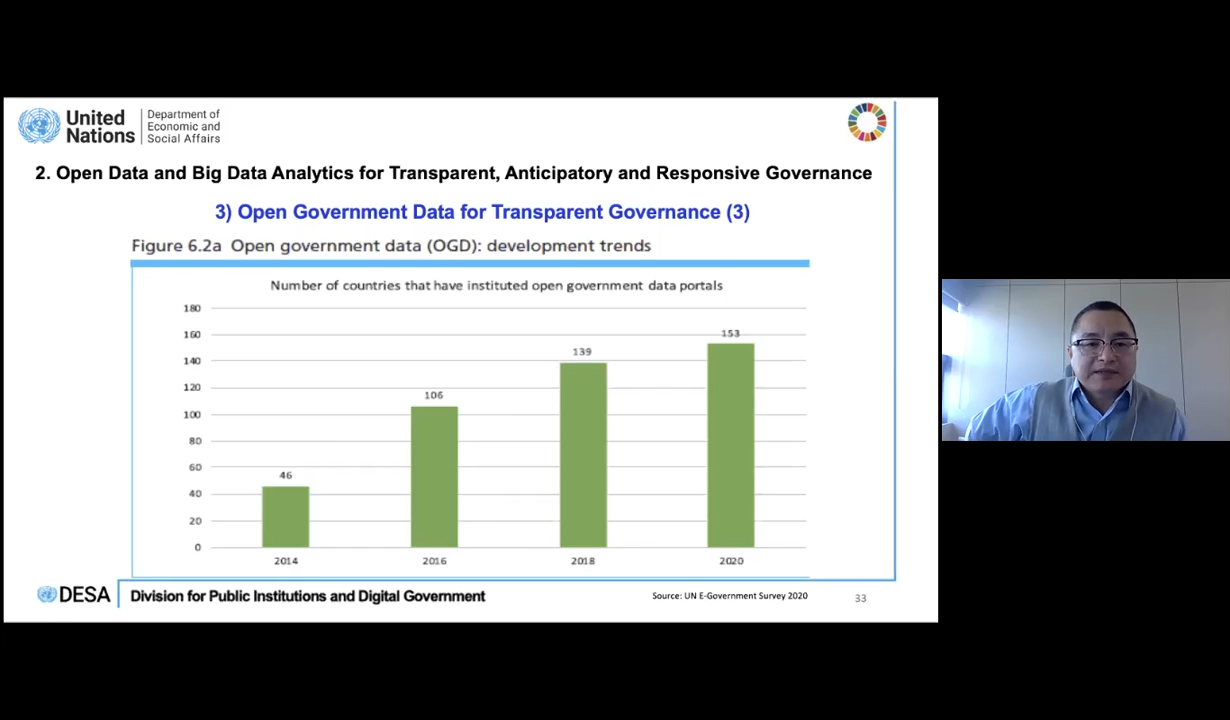 United
Nations
Department of
Economic and
Social Affairs
2. Open Data and Big Data Analytics for Transparent, Anticipatory and Responsive Governance
3) Open Government Data for Transparent Governance (3)
Figure 6.2a Open government data (OGD): development trends
Number of countries that have instituted open government data portals
180
160
140
120
100
80
60
40
20
0
46
106
139
153
2014
2016
2018
2020
DESA
Division for Public Institutions and Digital Government
Source: UN E-Government Survey 2020
33